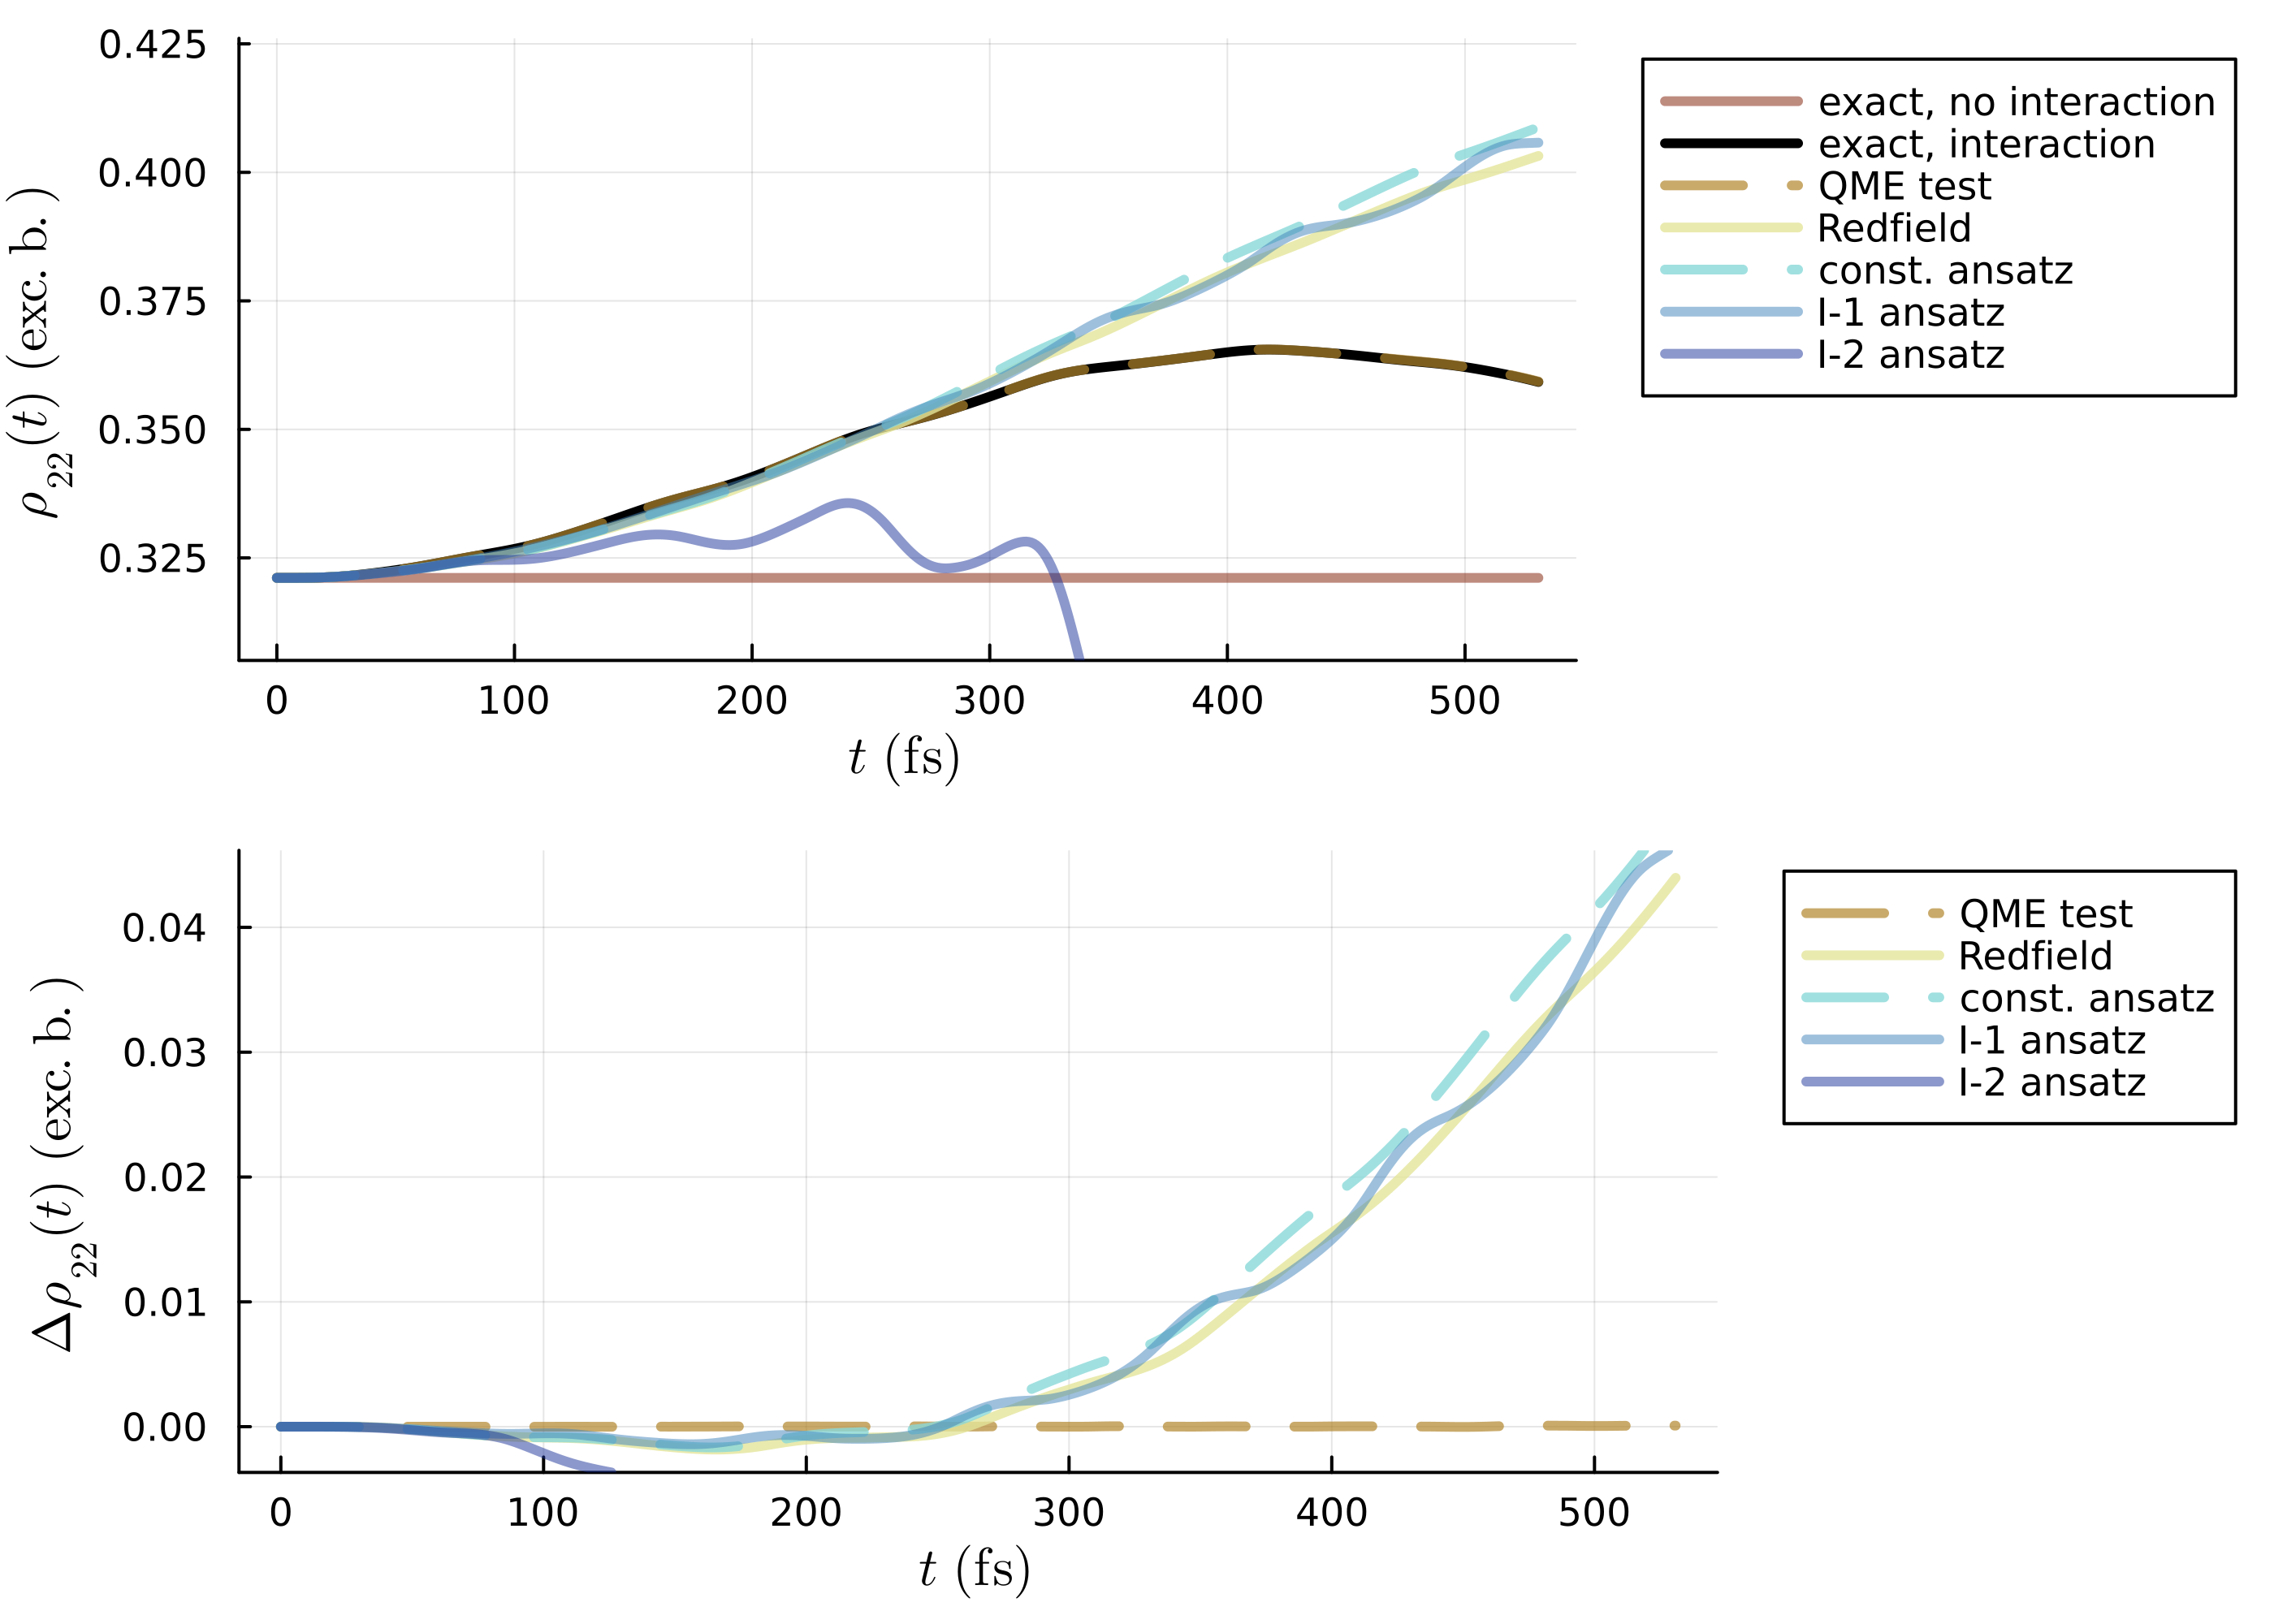 0.425
0.400
0.375
0.350
0.325
ρ₂₂(t) (exc. b. )
0 100 200 300 400 500
t (fs)
exact, no interaction
exact, interaction
QME test
Redfield
const. ansatz
I-1 ansatz
I-2 ansatz
0.04
0.03
0.02
0.01
0.00
Δρ₂₂(t) (exc. b. )
0 100 200 300 400 500
t (fs)
QME test
Redfield
const. ansatz
I-1 ansatz
I-2 ansatz